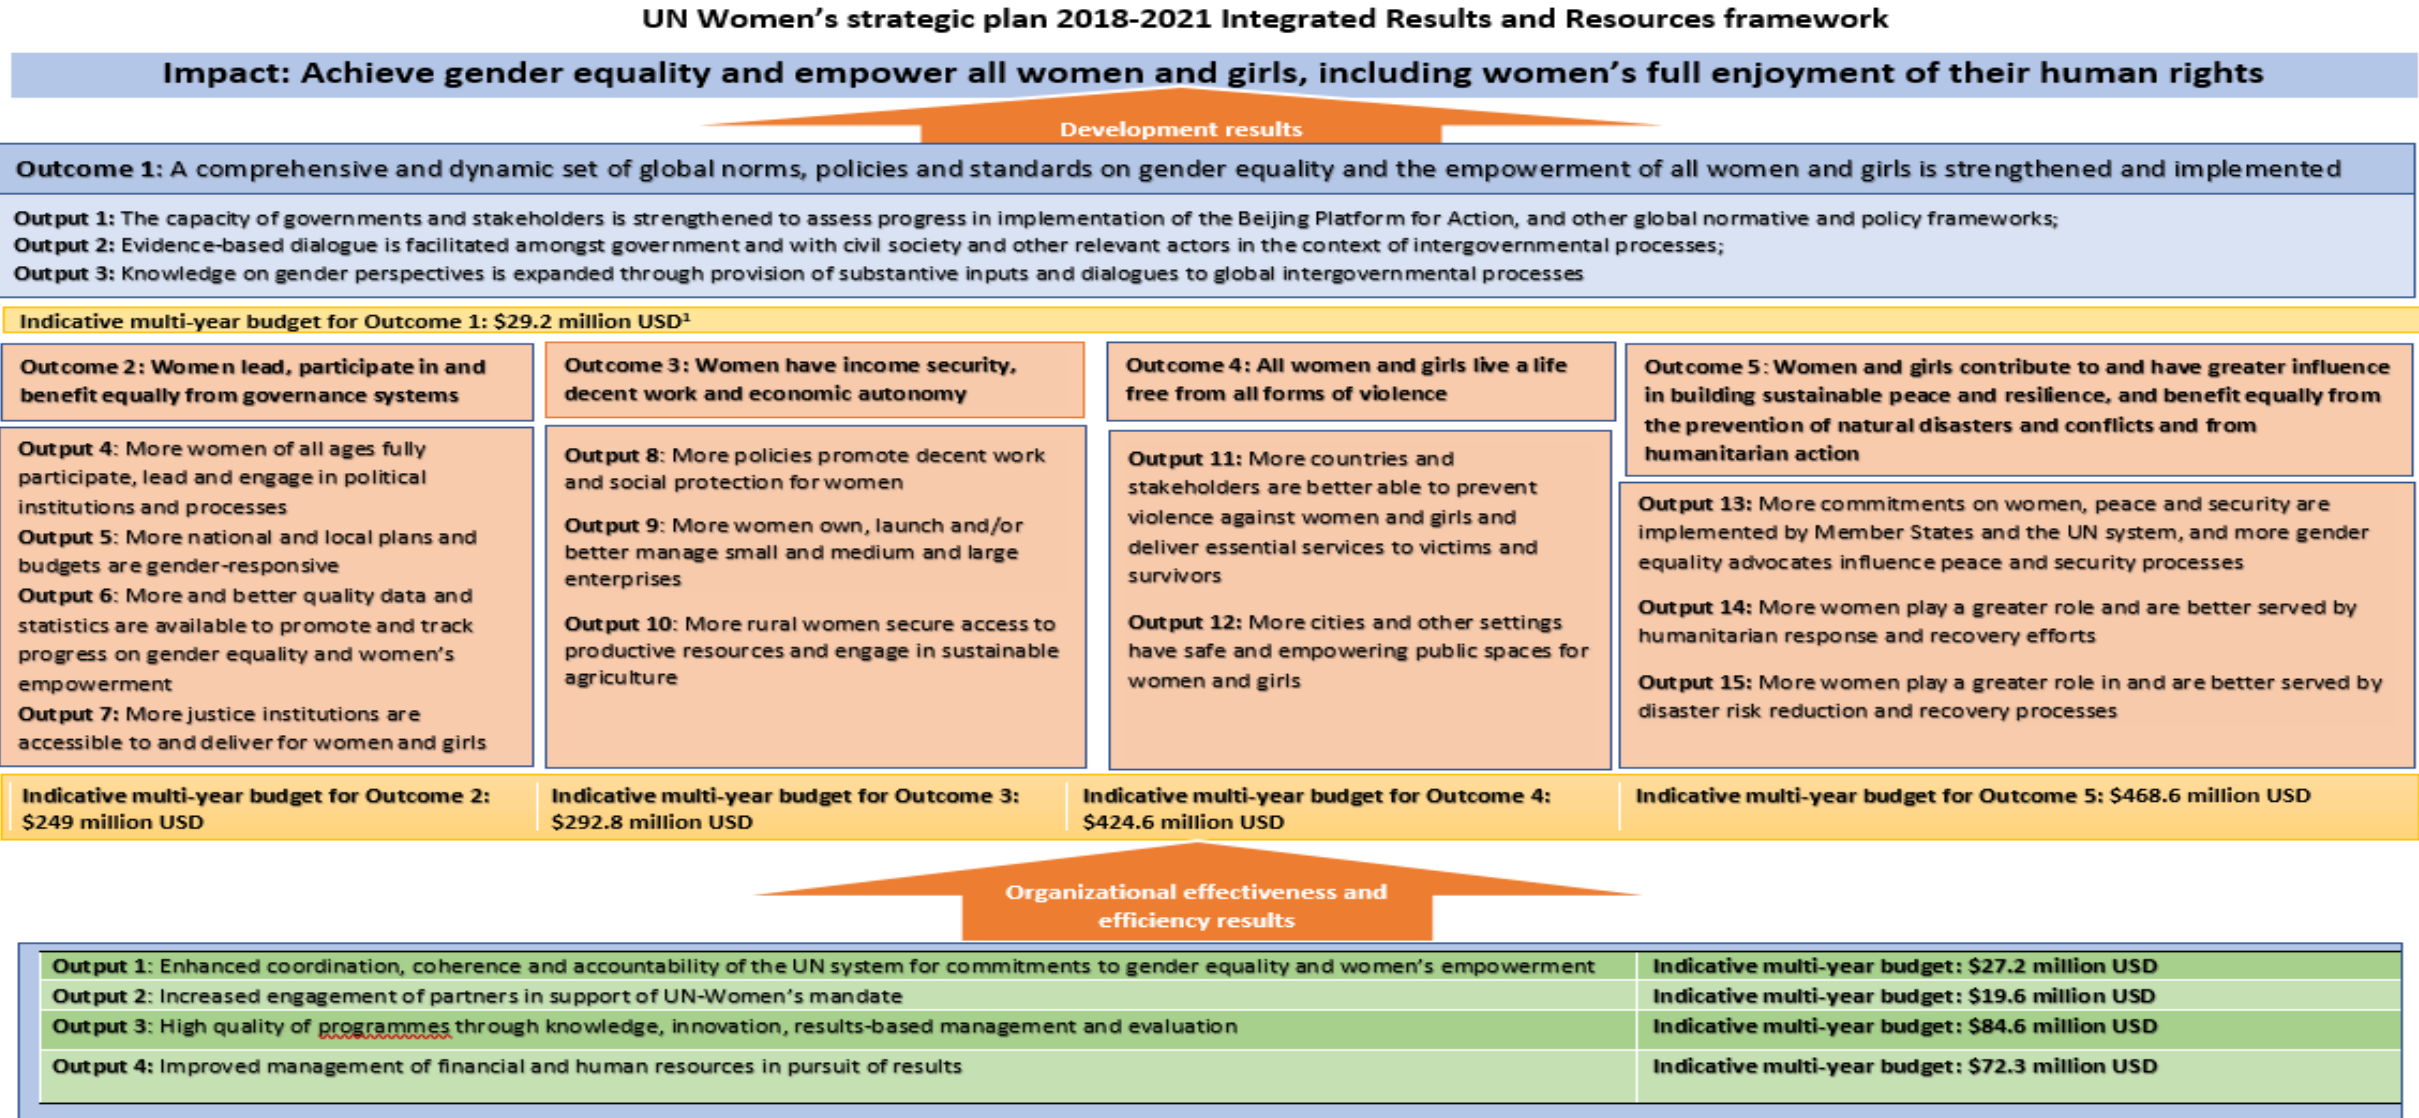 UN Women’s strategic plan 2018-2021 Integrated Results and Resources framework
Impact: Achieve gender equality and empower all women and girls, including women’s full enjoyment of their human rights
Development results
Outcome 1: A comprehensive and dynamic set of global norms, policies and standards on gender equality and the empowerment of all women and girls is strengthened and implemented
Output 1: The capacity of governments and stakeholders is strengthened to assess progress in implementation of the Beijing Platform for Action, and other global normative and policy frameworks;
Output 2: Evidence-based dialogue is facilitated amongst government and with civil society and other relevant actors in the context of intergovernmental processes;
Output 3: Knowledge on gender perspectives is expanded through provision of substantive inputs and dialogues to global intergovernmental processes
Indicative multi-year budget for Outcome 1: $29.2 million USD¹
Outcome 2: Women lead, participate in and
benefit equally from governance systems
Output 4: More women of all ages fully
participate, lead and engage in political
institutions and processes
Output 5: More national and local plans and
budgets are gender-responsive
Output 6: More and better quality data and
statistics are available to promote and track
progress on gender equality and women’s
empowerment
Output 7: More justice institutions are
accessible to and deliver for women and girls
Outcome 3: Women have income security,
decent work and economic autonomy
Output 8: More policies promote decent work
and social protection for women
Output 9: More women own, launch and/or
better manage small and medium and large
enterprises
Output 10: More rural women secure access to
productive resources and engage in sustainable
agriculture
Outcome 4: All women and girls live a life
free from all forms of violence
Output 11: More countries and
stakeholders are better able to prevent
violence against women and girls and
deliver essential services to victims and
survivors
Output 12: More cities and other settings
have safe and empowering public spaces for
women and girls
Outcome 5: Women and girls contribute to and have greater influence
in building sustainable peace and resilience, and benefit equally from
the prevention of natural disasters and conflicts and from
humanitarian action
Output 13: More commitments on women, peace and security are
implemented by Member States and the UN system, and more gender
equality advocates influence peace and security processes
Output 14: More women play a greater role and are better served by
humanitarian response and recovery efforts
Output 15: More women play a greater role in and are better served by
disaster risk reduction and recovery processes
Indicative multi-year budget for Outcome 2:
$249 million USD
Indicative multi-year budget for Outcome 3:
$292.8 million USD
Indicative multi-year budget for Outcome 4:
$424.6 million USD
Indicative multi-year budget for Outcome 5: $468.6 million USD
Organizational effectiveness and
efficiency results
Output 1: Enhanced coordination, coherence and accountability of the UN system for commitments to gender equality and women’s empowerment
Indicative multi-year budget: $27.2 million USD
Output 2: Increased engagement of partners in support of UN-Women’s mandate
Indicative multi-year budget: $19.6 million USD
Output 3: High quality of programmes through knowledge, innovation, results-based management and evaluation
Indicative multi-year budget: $84.6 million USD
Output 4: Improved management of financial and human resources in pursuit of results
Indicative multi-year budget: $72.3 million USD